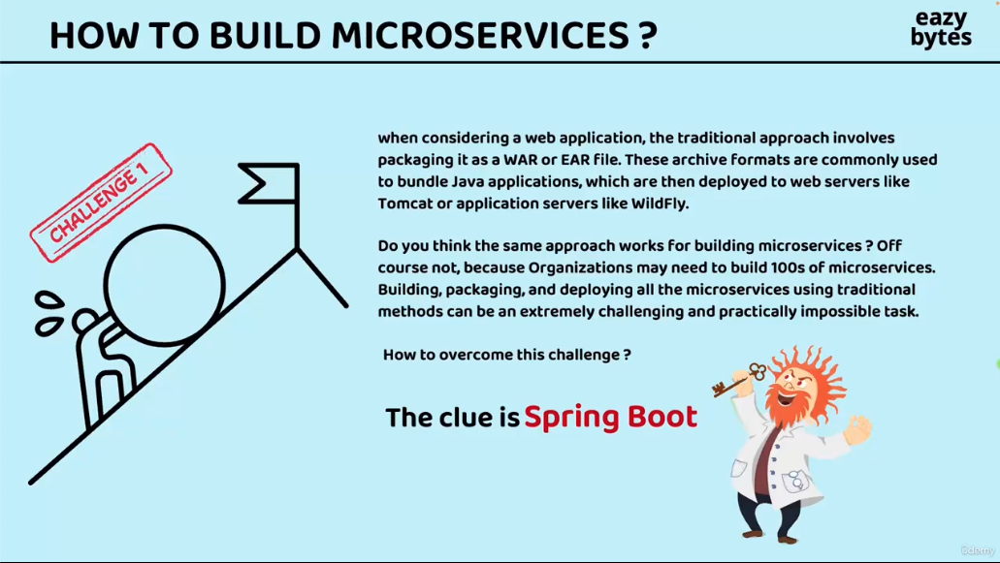 HOW TO BUILD MICROSERVICES ?
eazy
bytes
CHALLENGE 1
when considering a web application, the traditional approach involves
packaging it as a WAR or EAR file. These archive formats are commonly used
to bundle Java applications, which are then deployed to web servers like
Tomcat or application servers like WildFly.
Do you think the same approach works for building microservices ? Off
course not, because Organizations may need to build 100s of microservices.
Building, packaging, and deploying all the microservices using traditional
methods can be an extremely challenging and practically impossible task.
How to overcome this challenge ?
The clue is Spring Boot
ûdemy